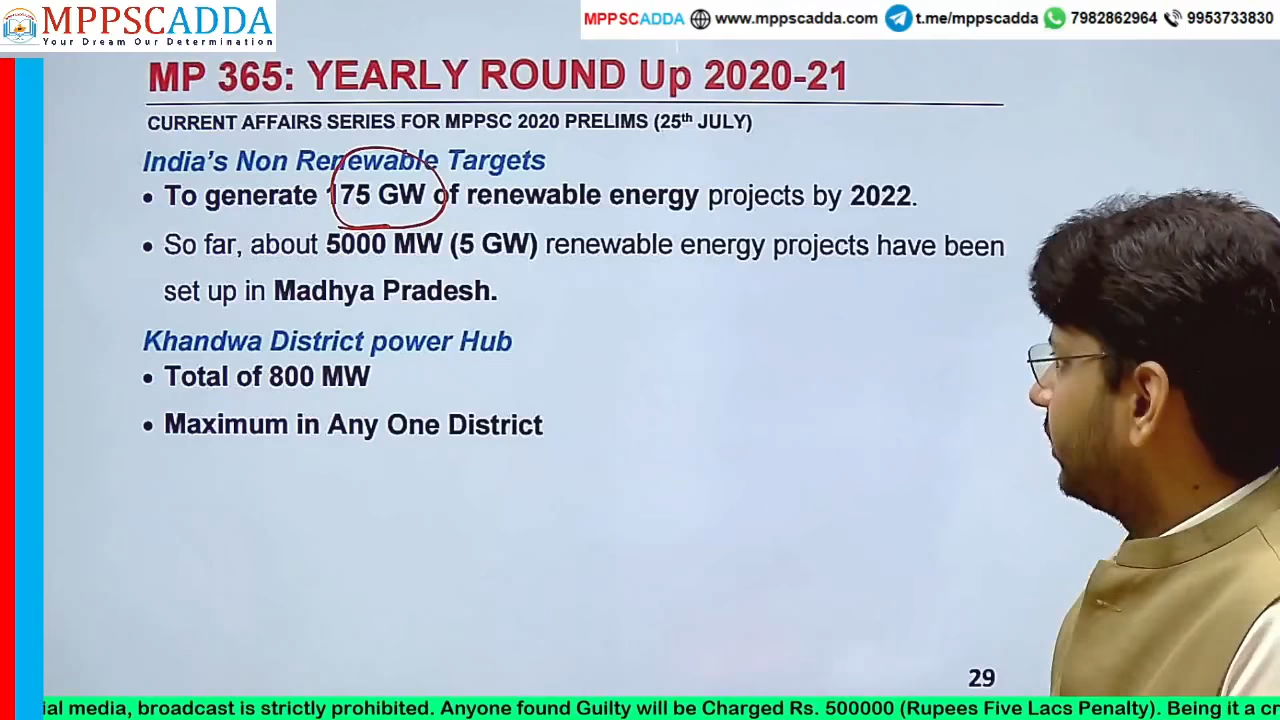 MPPSCADDA
Your Dream Our Determination
MPPSCADDA www.mppscadda.com t.me/mppscadda 7982862964 9953733830
MP 365: YEARLY ROUND Up 2020-21
CURRENT AFFAIRS SERIES FOR MPPSC 2020 PRELIMS (25th JULY)
India's Non Renewable Targets
• To generate 175 GW of renewable energy projects by 2022.
• So far, about 5000 MW (5 GW) renewable energy projects have been
set up in Madhya Pradesh.
Khandwa District power Hub
• Total of 800 MW
• Maximum in Any One District
29
ial media, broadcast is strictly prohibited. Anyone found Guilty will be Charged Rs. 500000 (Rupees Five Lacs Penalty). Being it a cr